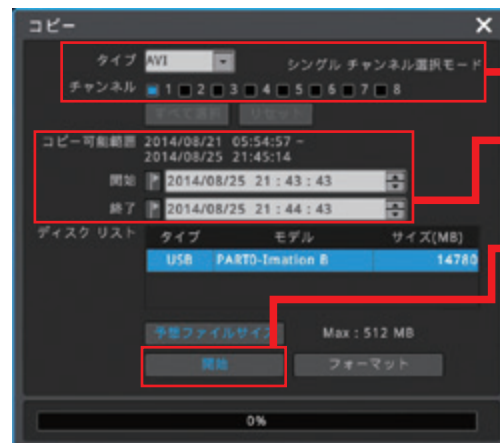 コピー
タイプ AVI シングル チャンネル選択モード
チャンネル 1 2 3 4 5 6 7 8
すべて選択 リセット
コピー可能範囲 2014/08/21 05:54:57 ~
2014/08/25 21:45:14
開始 2014/08/25 21 : 43 : 43
終了 2014/08/25 21 : 44 : 43
ディスク リスト タイプ モデル サイズ(MB)
USB PART0-Imation B 14780
予想ファイルサイズ Max : 512 MB
開始 フォーマット
0%